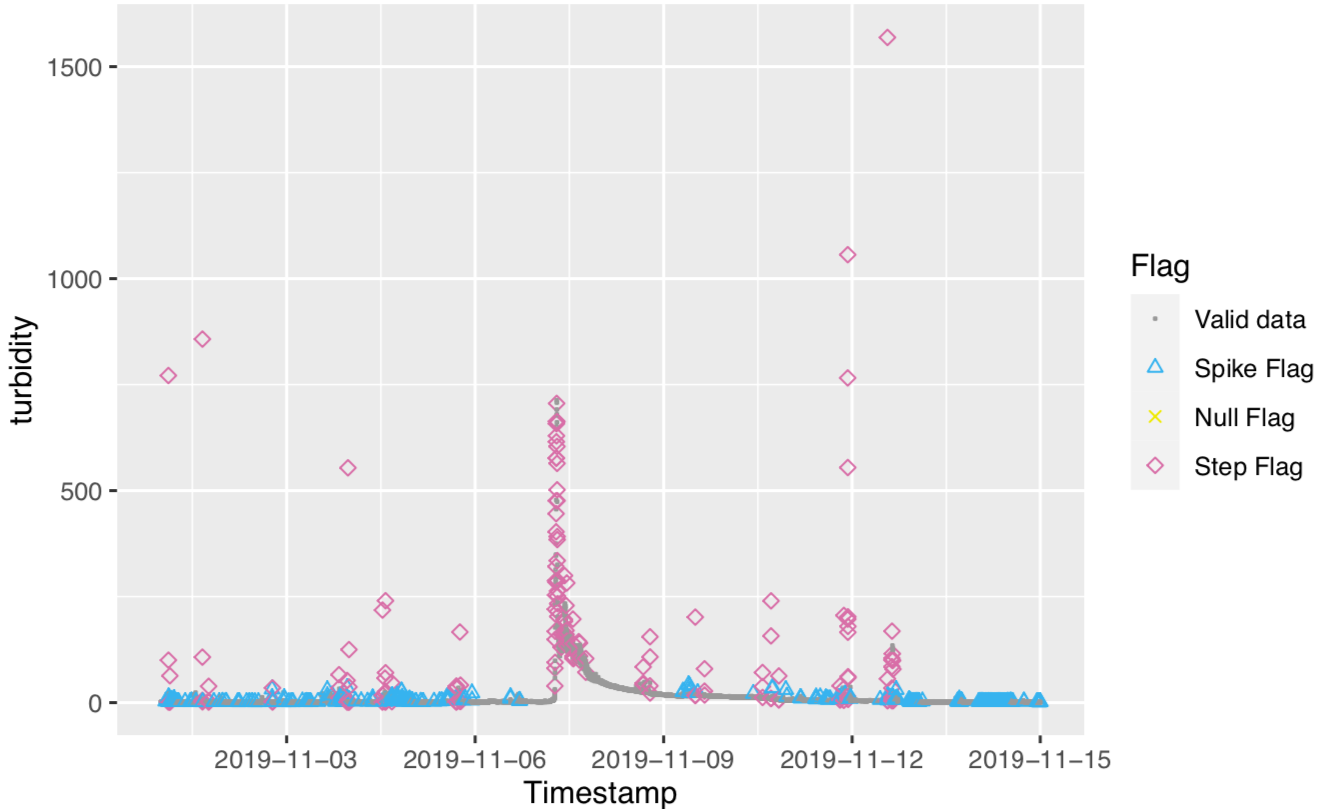 1500
1000
500
0
turbidity
2019-11-03
2019-11-06
2019-11-09
2019-11-12
2019-11-15
Timestamp
Flag
Valid data
Spike Flag
Null Flag
Step Flag